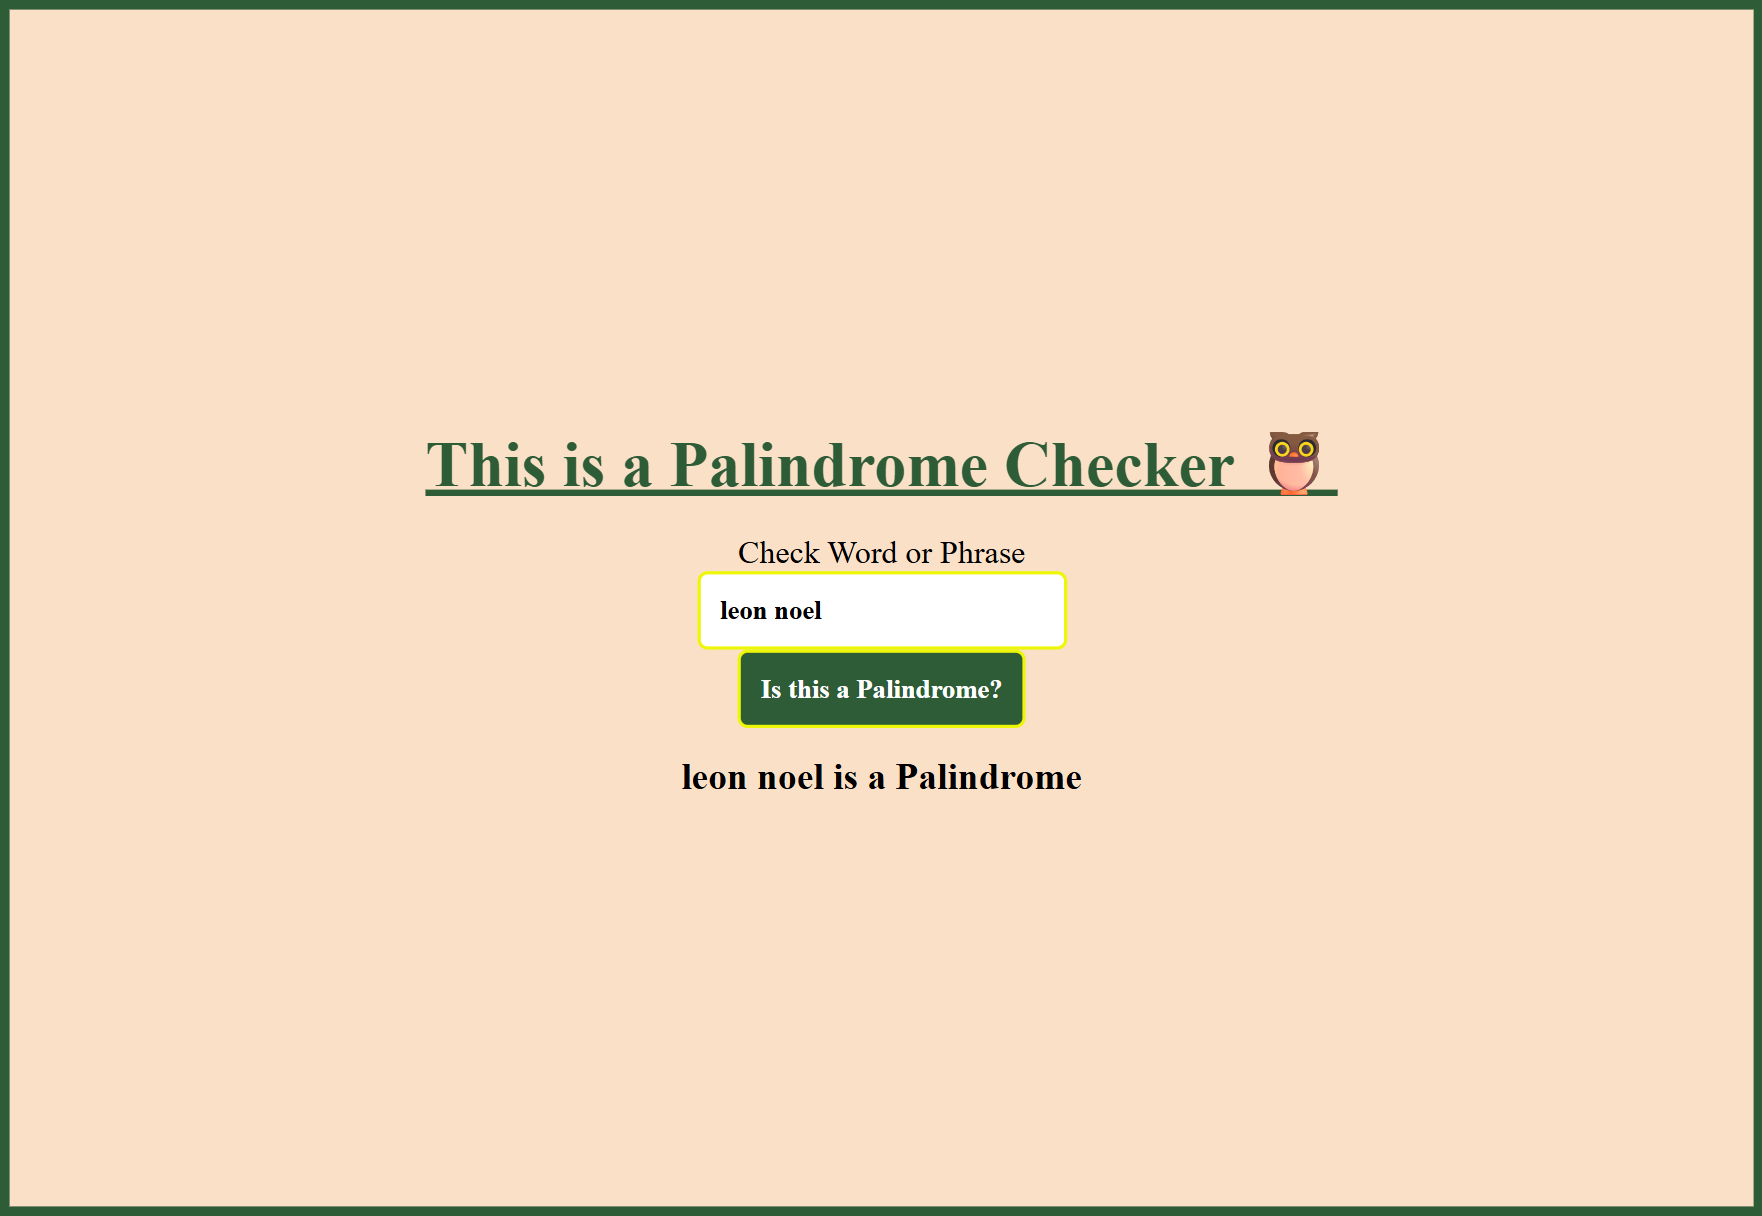 This is a Palindrome Checker 🦉
Check Word or Phrase
leon noel
Is this a Palindrome?
leon noel is a Palindrome